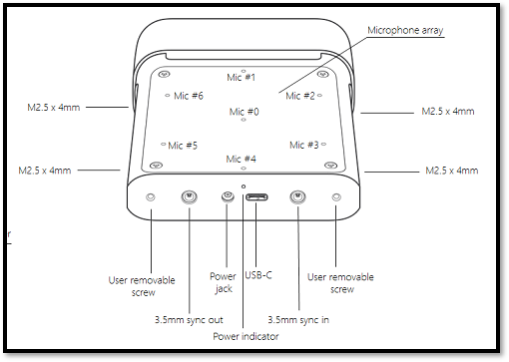 Microphone array
Mic #1
Mic #6
Mic #2
Mic #0
M2.5 x 4mm
M2.5 x 4mm
Mic #5
Mic #3
Mic #4
M2.5 x 4mm
M2.5 x 4mm
r
User removable
screw
Power
jack
USB-C
User removable
screw
3.5mm sync out
3.5mm sync in
Power indicator